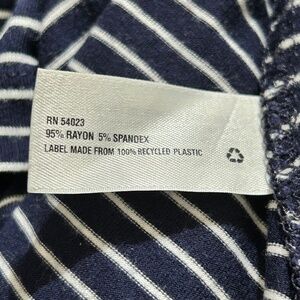 RN 54023
95% RAYON 5% SPANDEX
LABEL MADE FROM 100% RECYCLED PLASTIC